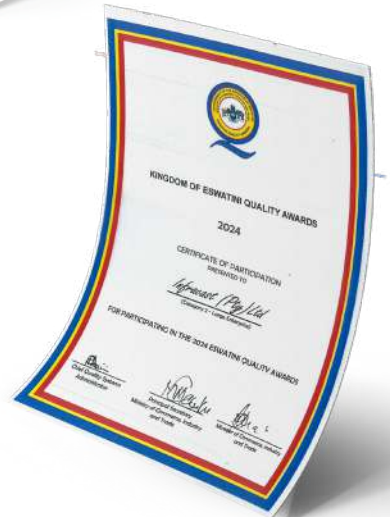 KINGDOM OF ESWATINI QUALITY AWARDS
2024
CERTIFICATE OF PARTICIPATION
PRESENTED TO
(Pty) Ltd
(Category 2 - Large Enterprise)
FOR PARTICIPATING IN THE 2024 ESWATINI QUALITY AWARDS
Chief Quality Systems
Administrator
Principal Secretary
Ministry of Commerce, Industry
and Trade
Minister of Commerce, Industry
and Trade